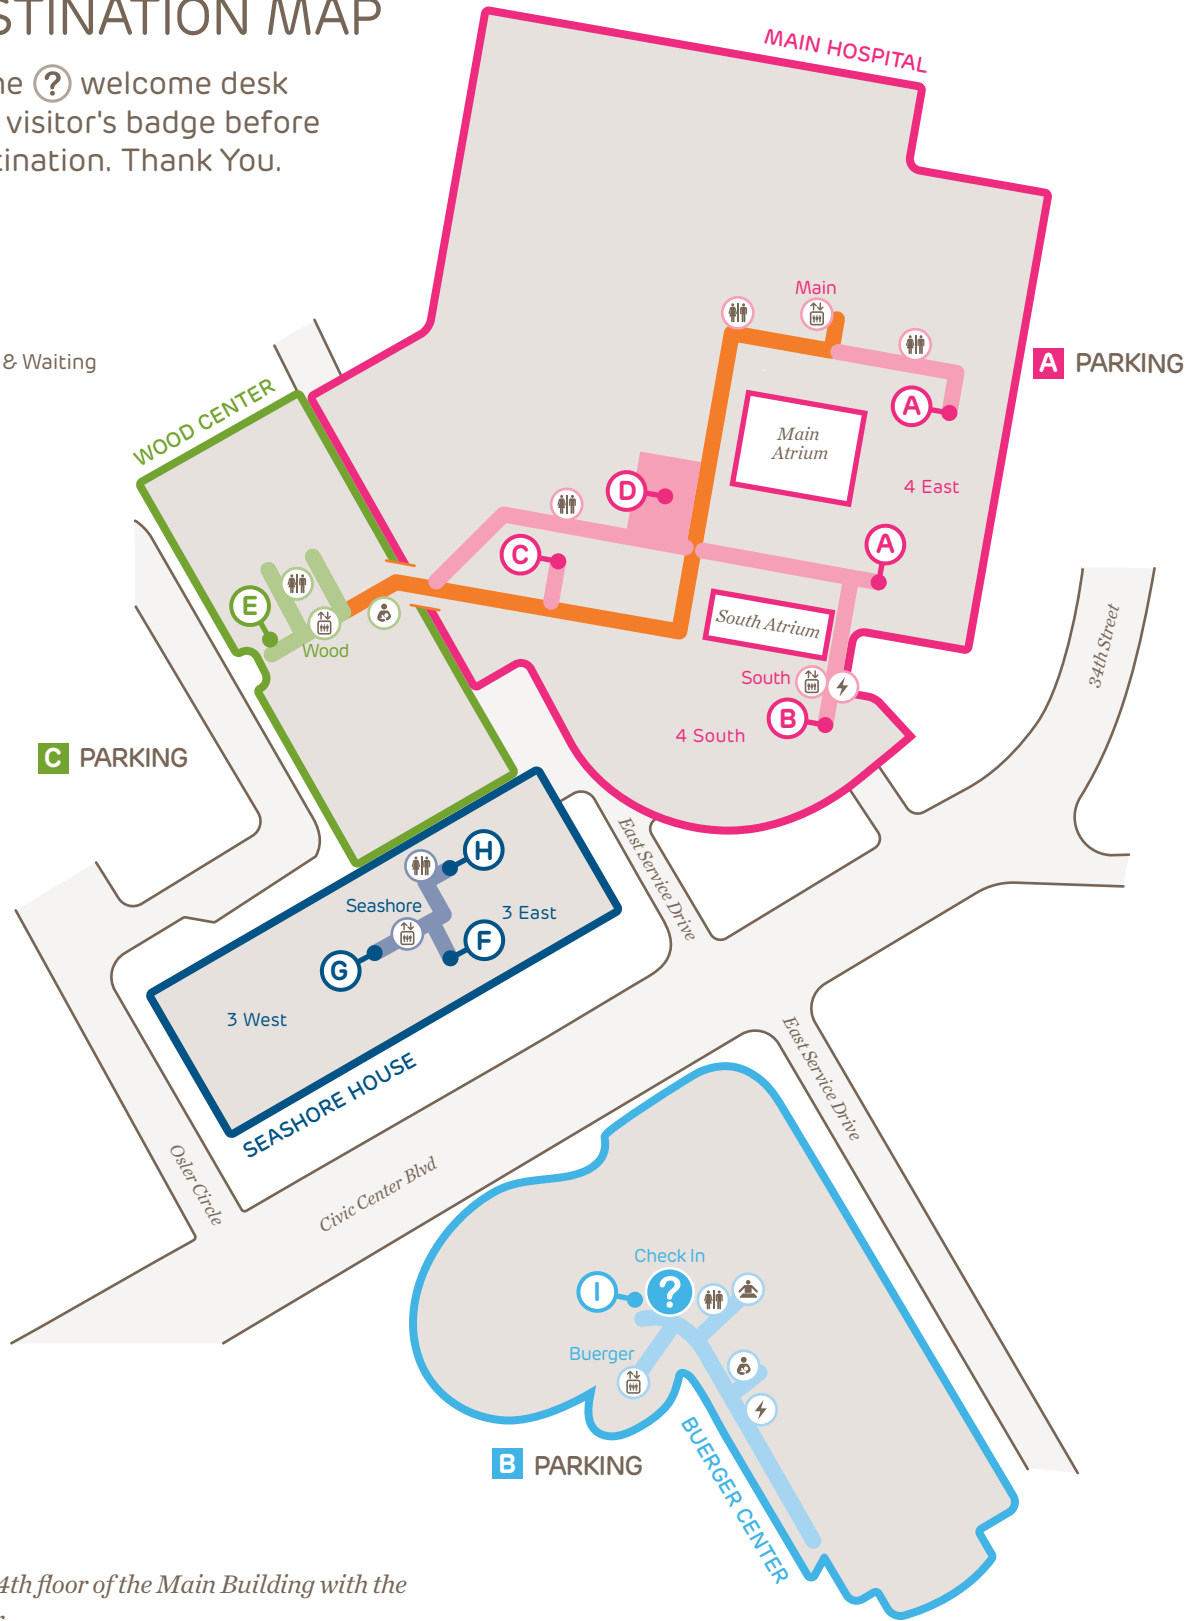 STINATION MAP
ne ? welcome desk
visitor's badge before
tination. Thank You.
MAIN HOSPITAL
Main
& Waiting
A PARKING
WOOD CENTER
A
Main
Atrium
D
4 East
C
A
E
South Atrium
Wood
34th Street
South
B
4 South
C PARKING
East Service Drive
H
Seashore
3 East
F
G
3 West
SEASHORE HOUSE
East Service Drive
Osler Circle
Civic Center Blvd
Check In
I
?
Buerger
BUERGER CENTER
B PARKING
4th floor of the Main Building with the